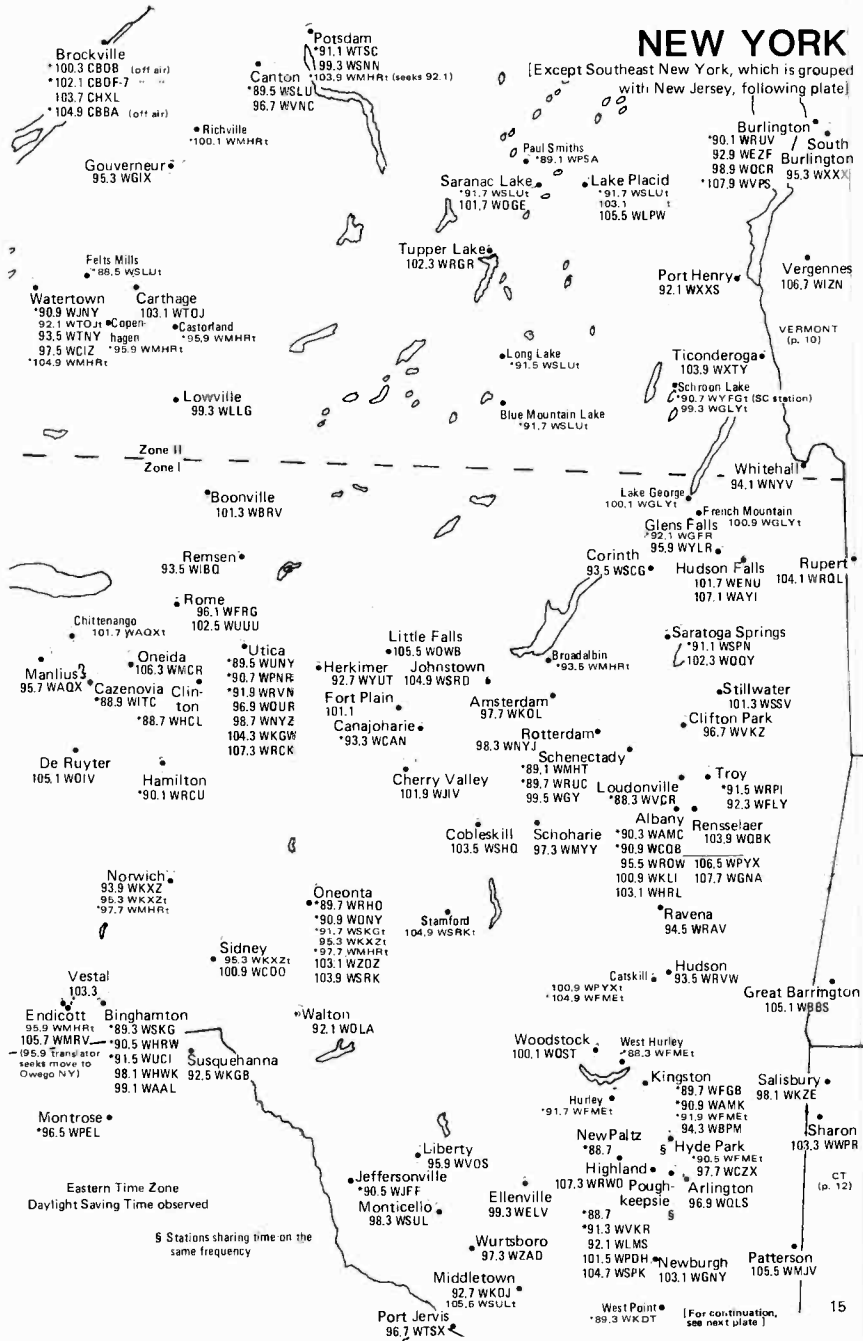 NEW YORK
[Except Southeast New York, which is grouped
with New Jersey, following plate]
Brockville
*100.3 CBOB (off air)
*102.1 CBOF-7 " "
103.7 CHXL
*104.9 CBBA (off air)
Potsdam
*91.1 WTSC
99.3 WSNN
*103.9 WMHRt (seeks 92.1)
Canton
*89.5 WSLU
96.7 WVNC
Richville
*100.1 WMHRt
Gouverneur
95.3 WGIX
Paul Smiths
*89.1 WPSA
Saranac Lake
*91.7 WSLUt
101.7 WOGE
Lake Placid
*91.7 WSLUt
103.1 t
105.5 WLPW
Burlington
*90.1 WRUV
92.9 WEZF
98.9 WOCR
*107.9 WVPS
South
Burlington
95.3 WXXX
Tupper Lake
102.3 WRGR
Felts Mills
*88.5 WSLUt
Watertown
*90.9 WJNY
92.1 WTOJt
93.5 WTNY
97.5 WCIZ
*104.9 WMHRt
Carthage
103.1 WTOJ
Copen-
hagen
*95.9 WMHRt
Castorland
*95.9 WMHRt
Port Henry
92.1 WXXS
Vergennes
106.7 WIZN
VERMONT
(p. 10)
Long Lake
*91.5 WSLUt
Ticonderoga
103.9 WXTY
Schroon Lake
*90.7 WYFGt (SC station)
99.3 WGLYt
Lowville
99.3 WLLG
Blue Mountain Lake
*91.7 WSLUt
Zone II
Zone I
Whitehall
94.1 WNYV
Boonville
101.3 WBRV
Lake George
100.1 WGLYt
French Mountain
100.9 WGLYt
Glens Falls
*92.1 WGFR
95.9 WYLR
Remsen
93.5 WIBQ
Corinth
93.5 WSCG
Hudson Falls
101.7 WENU
107.1 WAYI
Rupert
104.1 WRQL
Rome
96.1 WFRG
102.5 WUUU
Chittenango
101.7 WAQXt
Little Falls
105.5 WOWB
Saratoga Springs
*91.1 WSPN
102.3 WQQY
Manlius
95.7 WAQX
Oneida
106.3 WMCR
Cazenovia
*88.9 WITC
Clin-
ton
*88.7 WHCL
Utica
*89.5 WUNY
*90.7 WPNR
*91.9 WRVN
96.9 WOUR
98.7 WNYZ
104.3 WKGW
107.3 WRCK
Herkimer
92.7 WYUT
Johnstown
104.9 WSRD
Broadalbin
*93.5 WMHRt
Fort Plain
101.1
Amsterdam
97.7 WKOL
Stillwater
101.3 WSSV
Canajoharie
*93.3 WCAN
Clifton Park
96.7 WVKZ
Rotterdam
98.3 WNYJ
De Ruyter
105.1 WOIV
Hamilton
*90.1 WRCU
Cherry Valley
101.9 WJIV
Schenectady
*89.1 WMHT
*89.7 WRUC
99.5 WGY
Loudonville
*88.3 WVCR
Troy
*91.5 WRPI
92.3 WFLY
Albany
*90.3 WAMC
*90.9 WCQB
95.5 WROW
100.9 WKLI
103.1 WHRL
106.5 WPYX
107.7 WGNA
Rensselaer
103.9 WQBK
Cobleskill
103.5 WSHQ
Schoharie
97.3 WMYY
Norwich
93.9 WKXZ
95.3 WKXZt
*97.7 WMHRt
Oneonta
*89.7 WRHO
*90.9 WONY
*91.7 WSKGt
95.3 WKXZt
*97.7 WMHRt
103.1 WZOZ
103.9 WSRK
Stamford
104.9 WSRKt
Ravena
94.5 WRAV
Sidney
95.3 WKXZt
100.9 WCDO
Catskill
100.9 WPYXt
*104.9 WFMEt
Hudson
93.5 WRVW
Vestal
103.3
Great Barrington
105.1 WBBS
Endicott
95.9 WMHRt
105.7 WMRV
(95.9 translator
seeks move to
Owego NY)
Binghamton
*89.3 WSKG
*90.5 WHRW
*91.5 WUCI
98.1 WHWK
99.1 WAAL
Susquehanna
92.5 WKGB
Walton
92.1 WDLA
Woodstock
100.1 WDST
West Hurley
*88.3 WFMEt
Kingston
*89.7 WFGB
*90.9 WAMK
*91.9 WFMEt
94.3 WBPM
Salisbury
98.1 WKZE
Hurley
*91.7 WFMEt
Montrose
*96.5 WPEL
Sharon
103.3 WWPR
New Paltz
*88.7 §
Hyde Park
*90.5 WFMEt
97.7 WCZX
Liberty
95.9 WVOS
Highland
107.3 WRWD
CT
(p. 12)
Eastern Time Zone
Daylight Saving Time observed
Jeffersonville
*90.5 WJFF
Ellenville
99.3 WELV
Pough-
keepsie
*88.7 §
*91.3 WVKR
92.1 WLMS
101.5 WPDH
104.7 WSPK
Arlington
96.9 WQLS
Monticello
98.3 WSUL
§ Stations sharing time on the
same frequency
Wurtsboro
97.3 WZAD
Newburgh
103.1 WGNY
Patterson
105.5 WMJV
Middletown
92.7 WKOJ
105.6 WSULt
Port Jervis
96.7 WTSX
West Point
*89.3 WKDT
[For continuation,
see next plate]
15